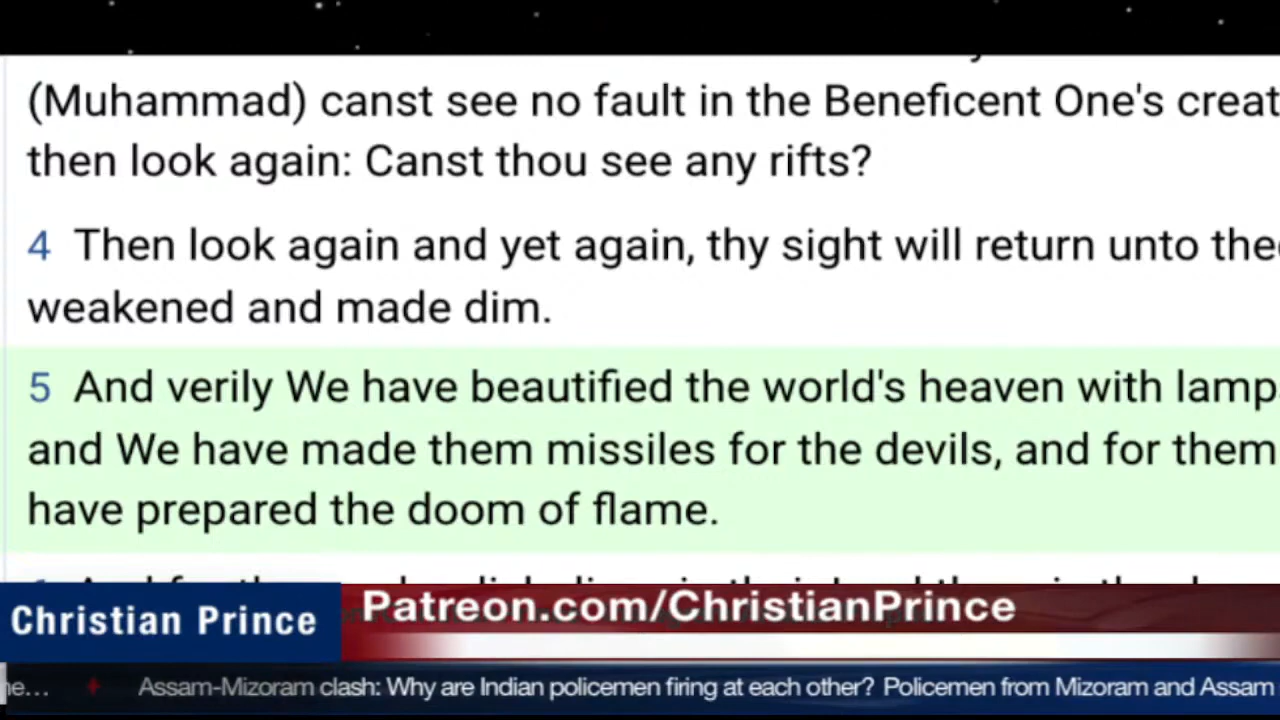 (Muhammad) canst see no fault in the Beneficent One's creat
then look again: Canst thou see any rifts?
4 Then look again and yet again, thy sight will return unto thee
weakened and made dim.
5 And verily We have beautified the world's heaven with lamp
and We have made them missiles for the devils, and for them
have prepared the doom of flame.
Christian Prince
Patreon.com/ChristianPrince
ne... Assam-Mizoram clash: Why are Indian policemen firing at each other? Policemen from Mizoram and Assam